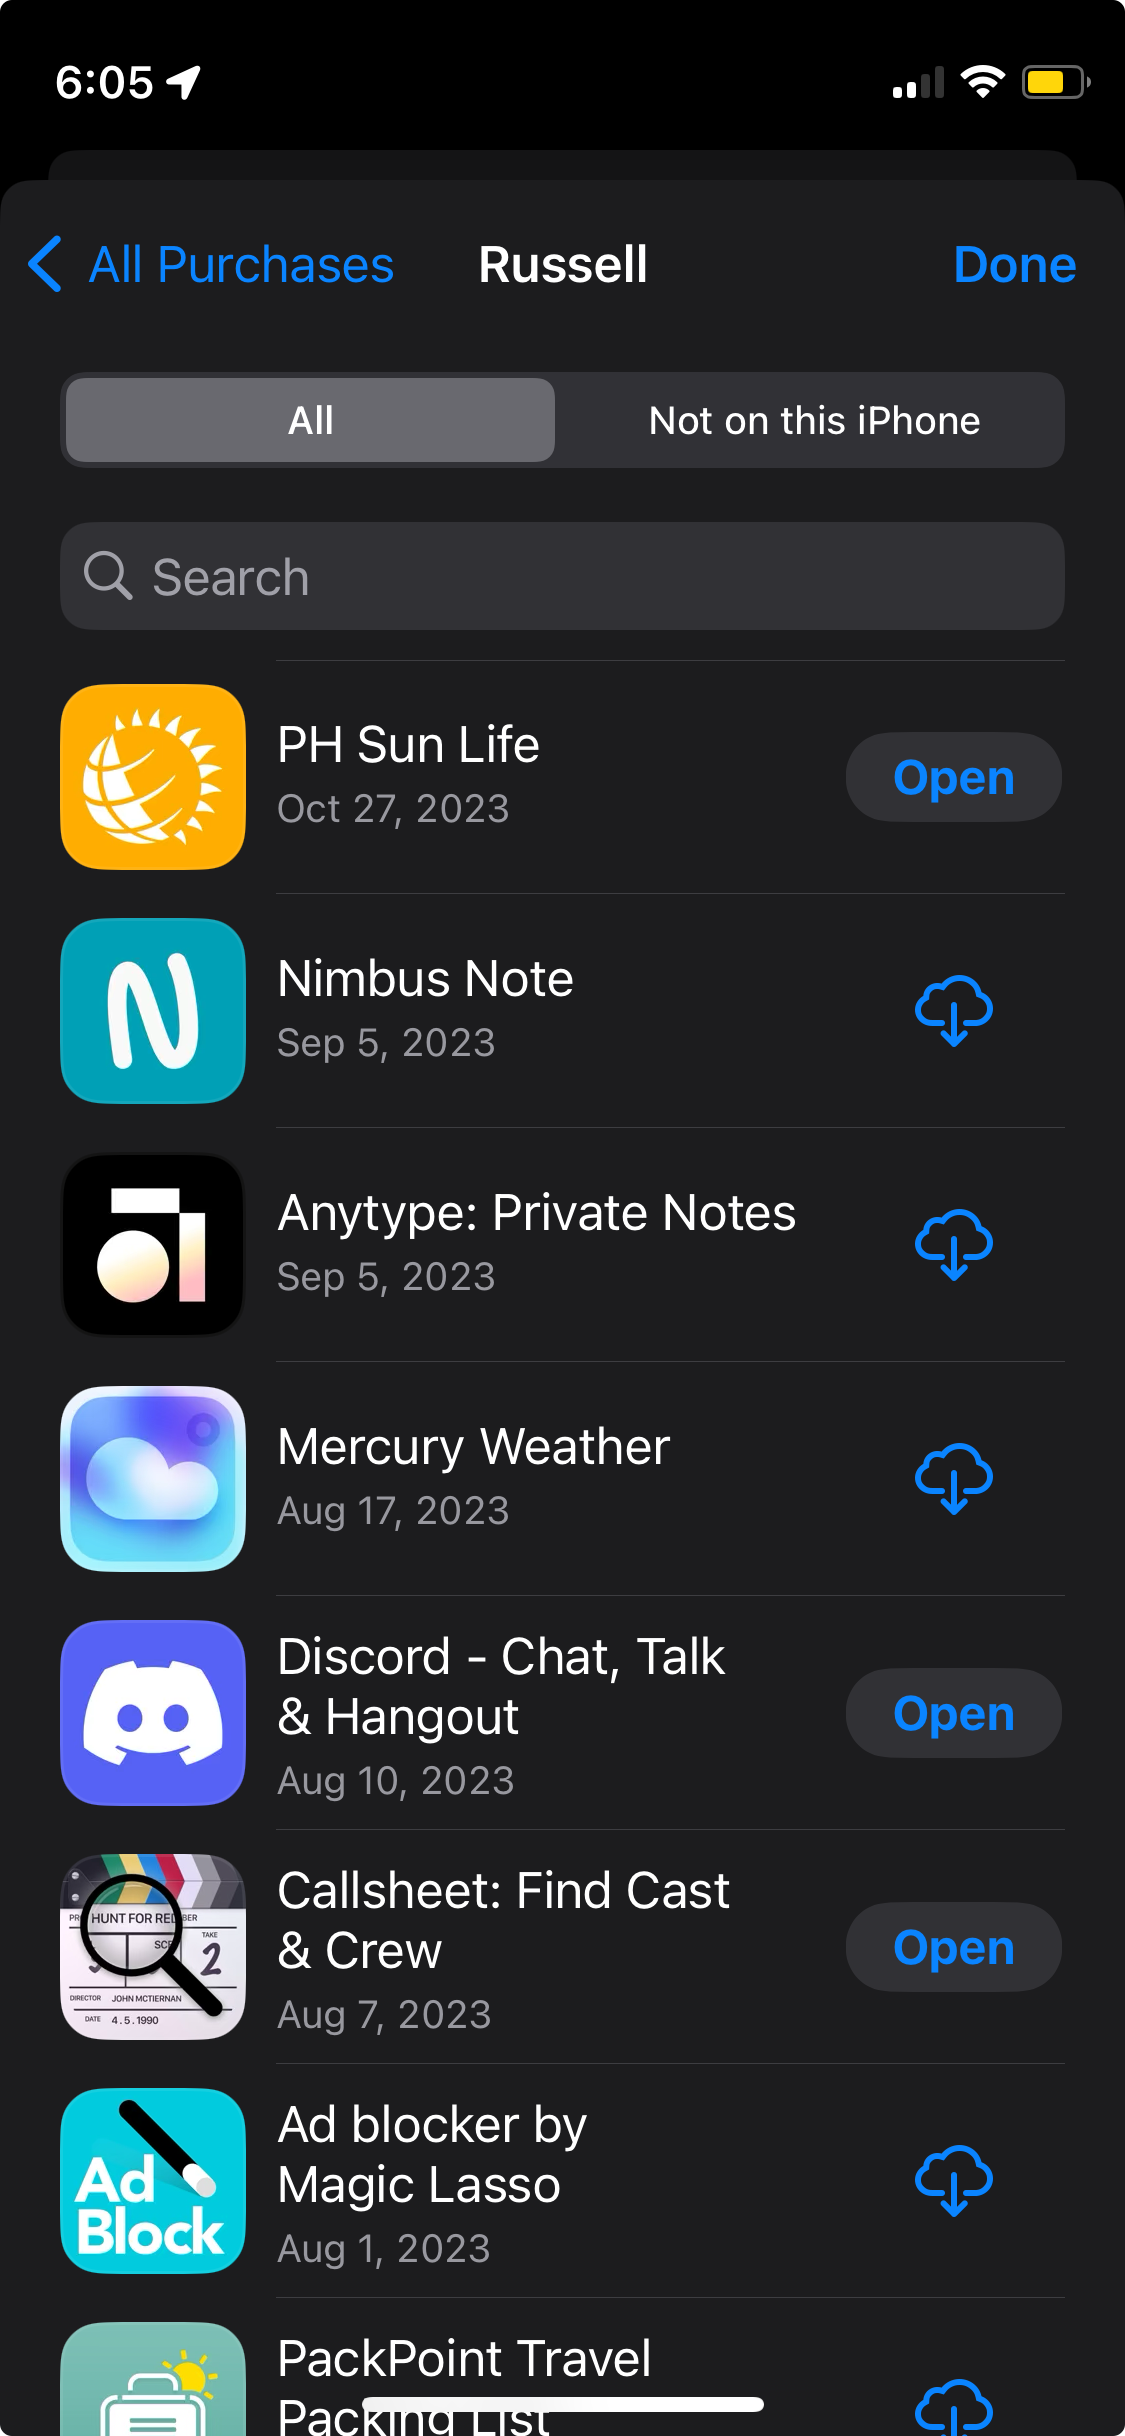 6:05
All Purchases
Russell
Done
All
Not on this iPhone
Search
PH Sun Life
Oct 27, 2023
Open
Nimbus Note
Sep 5, 2023
Anytype: Private Notes
Sep 5, 2023
Mercury Weather
Aug 17, 2023
Discord - Chat, Talk
& Hangout
Aug 10, 2023
Open
HUNT FOR RED
BER
TAKE
2
DIRECTOR JOHN MCTIERNAN
DATE 4.5.1990
Callsheet: Find Cast
& Crew
Aug 7, 2023
Open
Ad
Block
Ad blocker by
Magic Lasso
Aug 1, 2023
PackPoint Travel
Packing List